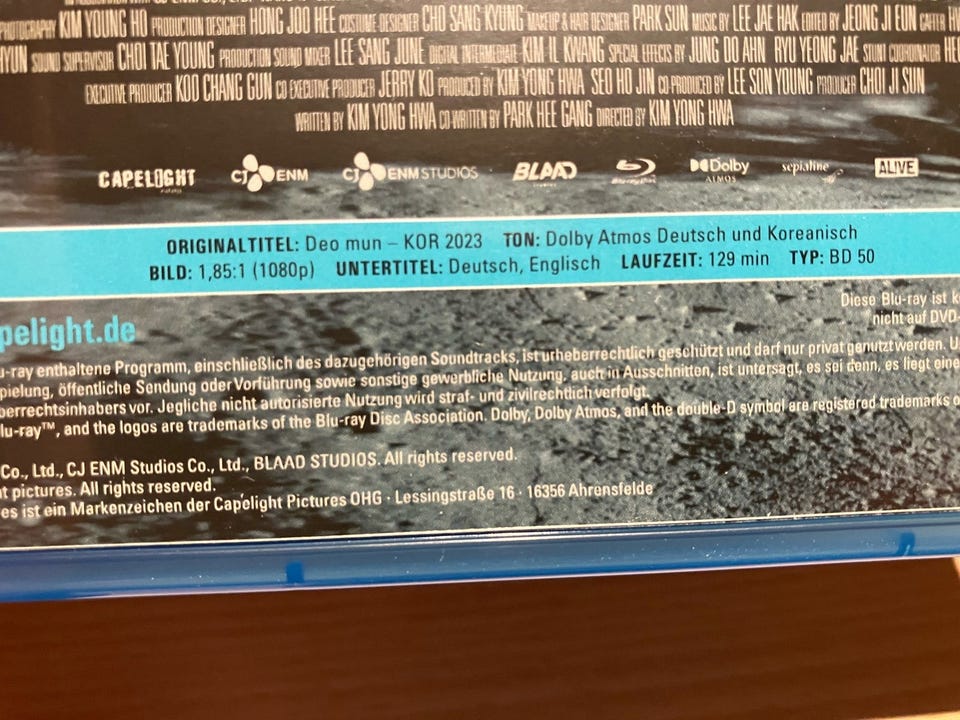 PHOTOGRAPHY KIM YOUNG HO PRODUCTION DESIGNER HONG JOO HEE COSTUME DESIGNER CHO SANG KYUNG MAKEUP & HAIR DESIGNER PARK SUN MUSIC BY LEE JAE HAK EDITED BY JEONG JI EUN GAFFER
HYUN SOUND SUPERVISOR CHOI TAE YOUNG PRODUCTION SOUND MIXER LEE SANG JUNE DIGITAL INTERMEDIATE KIM IL KWANG SPECIAL EFFECTS BY JUNG DO AHN RYU YEONG JAE STUNT COORDINATOR
EXECUTIVE PRODUCER KOO CHANG GUN CO EXECUTIVE PRODUCER JERRY KO PRODUCED BY KIM YONG HWA SEO HO JIN CO-PRODUCED BY LEE SON YOUNG PRODUCER CHOI JI SUN
WRITTEN BY KIM YONG HWA CO-WRITTEN BY PARK HEE GANG DIRECTED BY KIM YONG HWA
CAPELIGHT CJ ENM CJ ENM STUDIOS BLAAD STUDIOS Blu-ray Disc Dolby ATMOS sepialine ALIVE
ORIGINALTITEL: Deo mun – KOR 2023 TON: Dolby Atmos Deutsch und Koreanisch
BILD: 1,85:1 (1080p) UNTERTITEL: Deutsch, Englisch LAUFZEIT: 129 min TYP: BD 50
Diese Blu-ray ist k
nicht auf DVD-
pelight.de
u-ray enthaltene Programm, einschließlich des dazugehörigen Soundtracks, ist urheberrechtlich geschützt und darf nur privat genutzt werden. U
pielung, öffentliche Sendung oder Vorführung sowie sonstige gewerbliche Nutzung, auch in Ausschnitten, ist untersagt, es sei denn, es liegt eine
berrechtsinhabers vor. Jegliche nicht autorisierte Nutzung wird straf- und zivilrechtlich verfolgt.
lu-ray™, and the logos are trademarks of the Blu-ray Disc Association. Dolby, Dolby Atmos, and the double-D symbol are registered trademarks o
Co., Ltd., CJ ENM Studios Co., Ltd., BLAAD STUDIOS. All rights reserved.
t pictures. All rights reserved.
es ist ein Markenzeichen der Capelight Pictures OHG · Lessingstraße 16 · 16356 Ahrensfelde